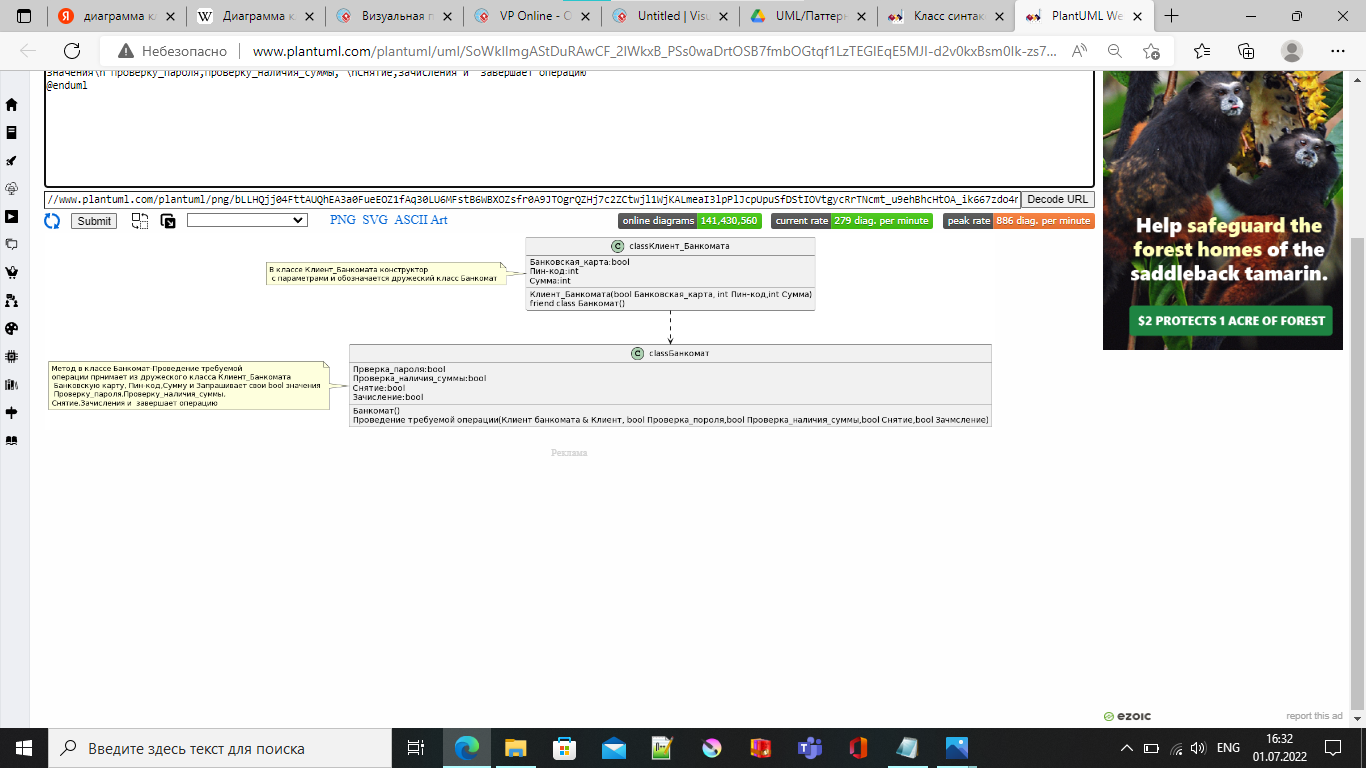 диаграмма кл
Диаграмма к.
Визуальная п
VP Online - C
Untitled | Visu
UML/Паттерн
Класс синтак
PlantUML We
Небезопасно
www.plantuml.com/plantuml/uml/SoWkIImgAStDuRAwCF_2IWkxB_PSs0waDrtOSB7fmbOGtqf1LzTEGIEqE5MJI-d2v0kxBsm0Ik-zs7...
значения\n Проверку_пароля,Проверку_наличия_суммы, \nСнятие,Зачисления и завершает операцию
@enduml
//www.plantuml.com/plantuml/png/bLLHQjj04FttAUQhEA3a0FueEOZ1fAq30LU6MFstB6WBXOZsfr0A9JTOgrQZHj7c2ZCtwjl1WjKALmeaI3lpPlJcpUpuSfDStIOVtgycRrTNcmt_u9ehBhcHtOA_ik667zdo4r
Decode URL
Submit
PNG SVG ASCII Art
online diagrams 141,430,560
current rate 279 diag. per minute
peak rate 886 diag. per minute
C classКлиент_Банкомата
Банковская_карта:bool
Пин-код:int
Сумма:int
Клиент_Банкомата(bool Банковская_карта, int Пин-код,int Сумма)
friend class Банкомат()
В классе Клиент_Банкомата конструктор
с параметрами и обозначается дружеский класс Банкомат
C classБанкомат
Прверка_пароля:bool
Проверка_наличия_суммы:bool
Снятие:bool
Зачисление:bool
Банкомат()
Проведение требуемой операции(Клиент банкомата & Клиент, bool Проверка_пароля,bool Проверка_наличия_суммы,bool Снятие,bool Зачмсление)
Метод в классе Банкомат-Проведение требуемой
операции прнимает из дружеского класса Клиент_Банкомата
Банковскую карту, Пин-код,Сумму и Запрашивает свои bool значения
Проверку_пароля,Проверку_наличия_суммы,
Снятие,Зачисления и завершает операцию
Реклама
Help safeguard the
forest homes of the
saddleback tamarin.
$2 PROTECTS 1 ACRE OF FOREST
ezoic
report this ad
Введите здесь текст для поиска
ENG
16:32
01.07.2022